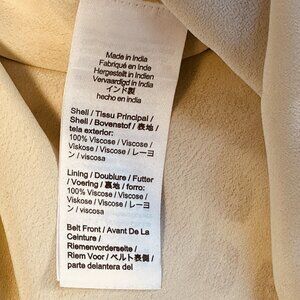 Made in India
Fabriqué en Inde
Hergestellt in Indien
Vervaardigd in India
インド製
hecho en india
Shell / Tissu Principal /
Shell / Bovenstof / 表地 /
tela exterior:
100% Viscose / Viscose /
Viskose / Viscose / レーヨ
ン / viscosa
Lining / Doublure / Futter
/ Voering / 裏地 / forro:
100% Viscose / Viscose /
Viskose / Viscose / レーヨ
ン / viscosa
Belt Front / Avant De La
Ceinture /
Riemenvorderseite /
Riem Voor / ベルト表側 /
parte delantera del